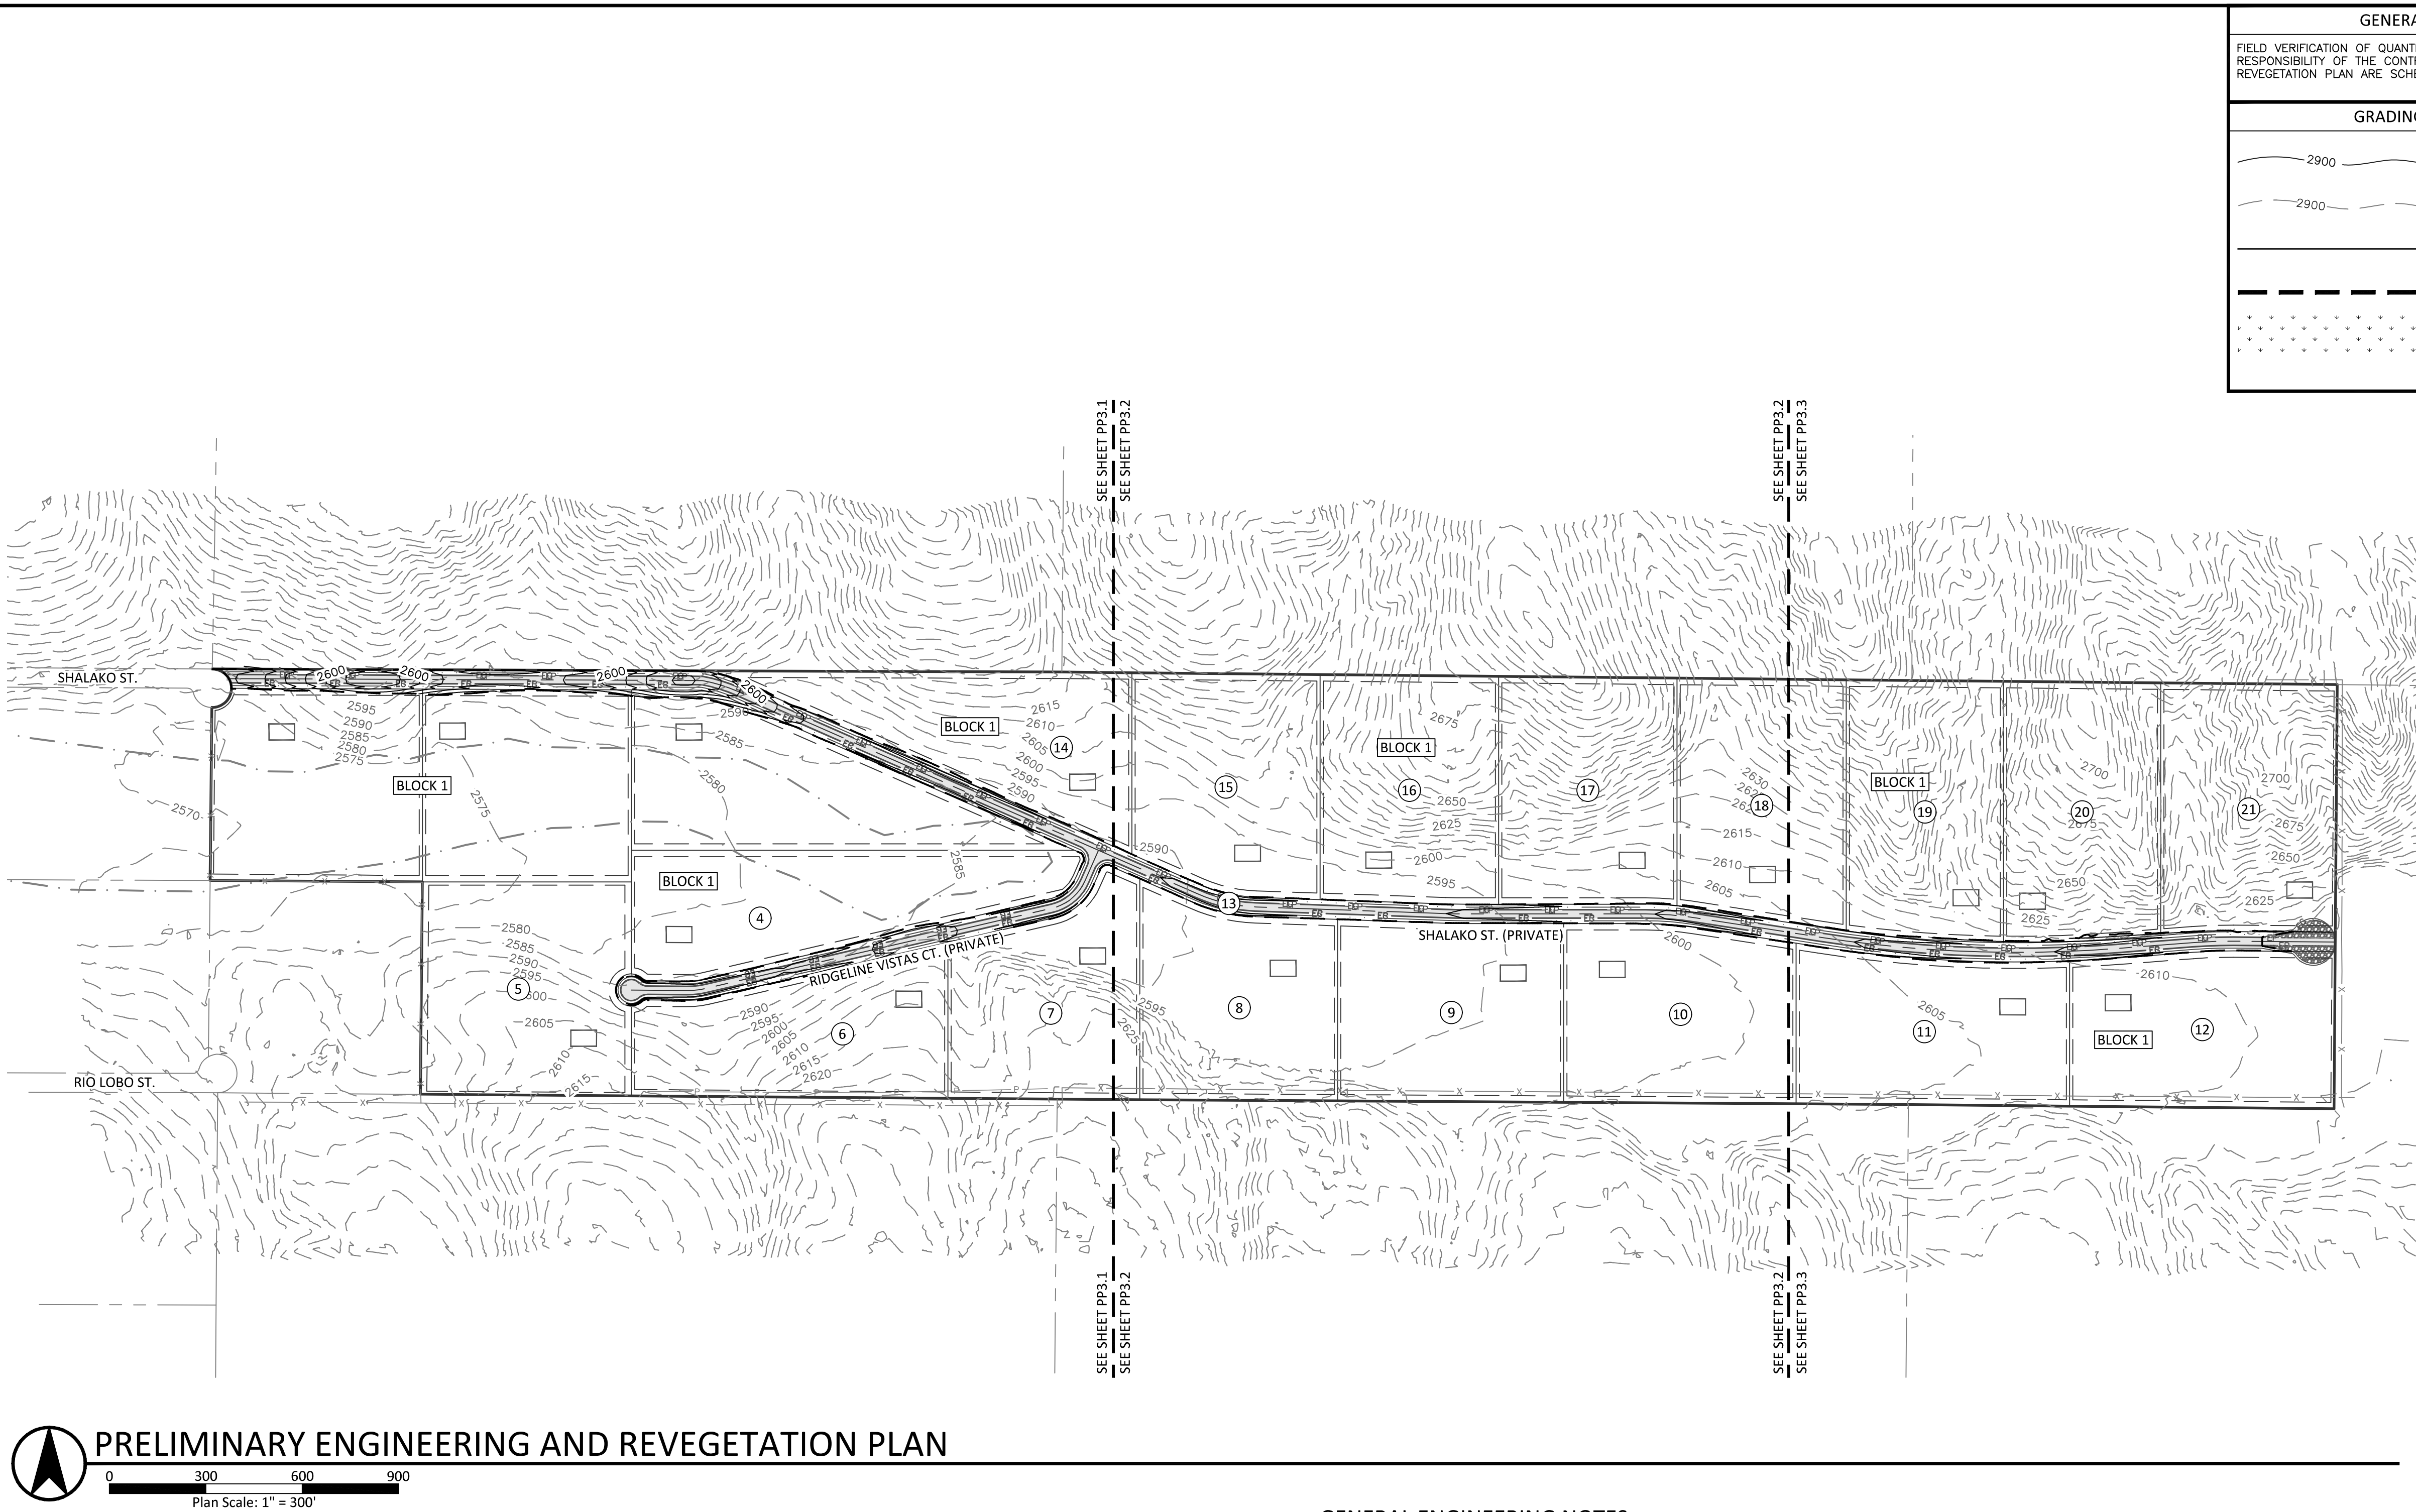 GENERA
FIELD VERIFICATION OF QUANT
RESPONSIBILITY OF THE CONT
REVEGETATION PLAN ARE SCH
GRADIN
2900
2900
SEE SHEET PP3.1
SEE SHEET PP3.2
SEE SHEET PP3.2
SEE SHEET PP3.3
SHALAKO ST.
2600
2600
2600
2600
2595
2590
2585
2580
2575
BLOCK 1
2570
2575
2590
2585
2580
BLOCK 1
2615
2610
2605
14
2600
2595
2590
2585
2590
BLOCK 1
4
15
BLOCK 1
2675
16
2650
2625
2600
2595
17
2630
18
2615
2610
2605
BLOCK 1
19
2700
20
2675
2650
2625
2700
21
2675
2650
2625
13
SHALAKO ST. (PRIVATE)
2600
RIDGELINE VISTAS CT. (PRIVATE)
2580
2585
2590
2595
5
2605
2610
2615
2590
2595
2600
2605
2610
2615
2620
6
7
2595
2625
8
9
10
2605
11
2610
12
BLOCK 1
RIO LOBO ST.
SEE SHEET PP3.1
SEE SHEET PP3.2
SEE SHEET PP3.2
SEE SHEET PP3.3
PRELIMINARY ENGINEERING AND REVEGETATION PLAN
0 300 600 900
Plan Scale: 1" = 300'
GENERAL ENGINEERING NOTES